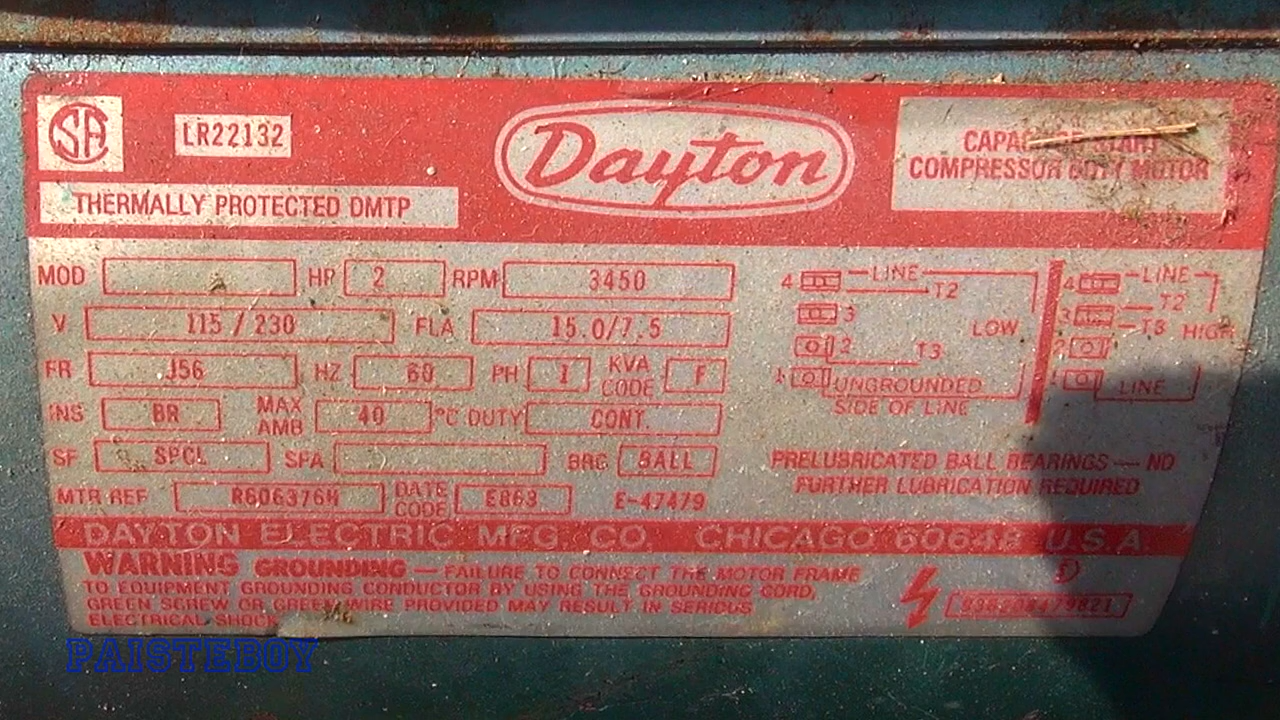 SA LR22132
Dayton
CAPACITOR START
COMPRESSOR DUTY MOTOR
THERMALLY PROTECTED DMTP
MOD HP 2 RPM 3450
V 115 / 230 FLA 15.0/7.5
FR J56 HZ 60 PH 1 KVA CODE F
INS BR MAX AMB 40 °C DUTY CONT.
SF SPCL SFA BRG BALL
MTR REF DATE CODE E863 E-47479
4 LINE
T2
3
LOW
2 T3
1 UNGROUNDED
SIDE OF LINE
4 LINE
T2
3 T3 HIGH
2
1 LINE
PRELUBRICATED BALL BEARINGS — NO
FURTHER LUBRICATION REQUIRED
DAYTON ELECTRIC MFG. CO. CHICAGO 60648 U.S.A.
WARNING GROUNDING — FAILURE TO CONNECT THE MOTOR FRAME
TO EQUIPMENT GROUNDING CONDUCTOR BY USING THE GROUNDING CORD,
GREEN SCREW OR GREEN WIRE PROVIDED MAY RESULT IN SERIOUS
ELECTRICAL SHOCK
PAISTEBOY